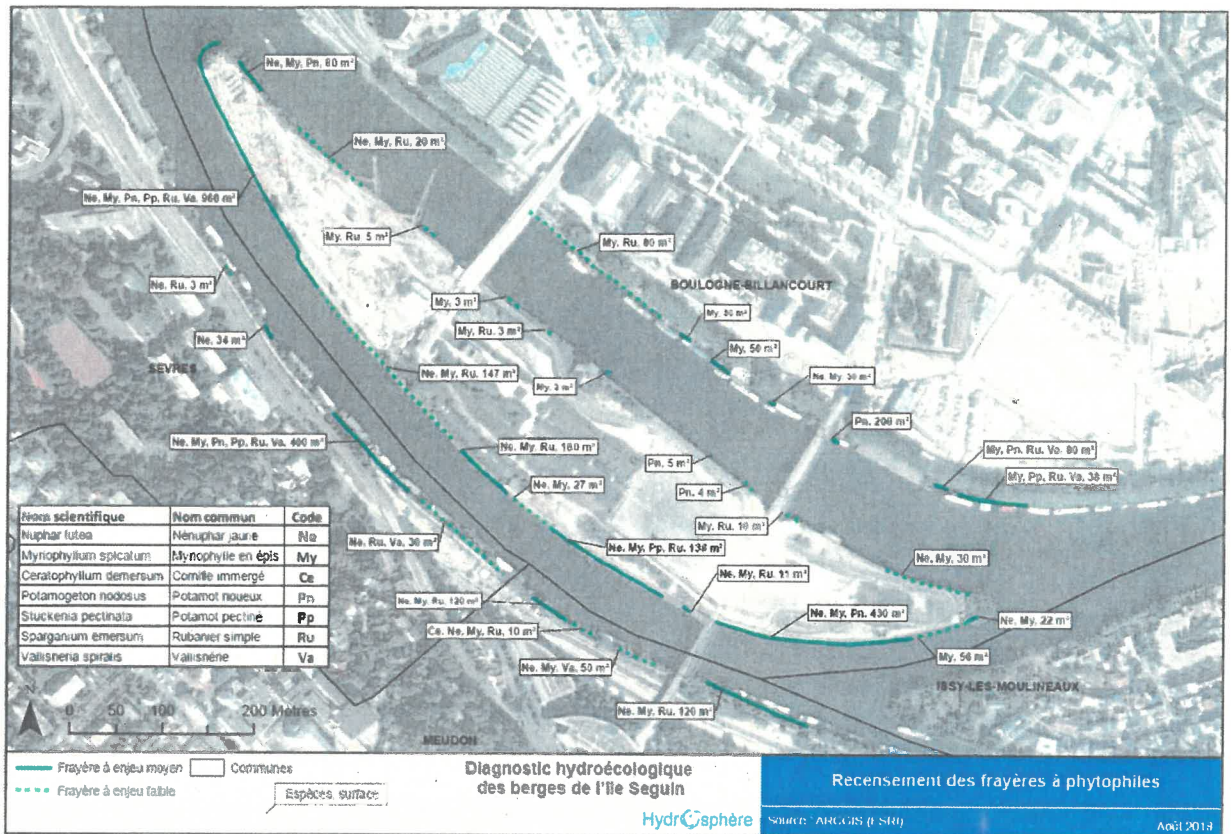 Ne, My, Pn, 80 m²
Ne, My, Ru, 20 m²
Ne, My, Pn, Pp, Ru, Va, 960 m²
My, Ru, 5 m²
My, Ru, 80 m²
BOULOGNE-BILLANCOURT
Ne, Ru, 3 m²
My, 3 m²
My, Ru, 3 m²
My, 50 m²
Ne, 34 m²
SEVRES
Ne, My, Ru, 147 m²
Pn, 200 m²
Ne, My, Pn, Pp, Ru, Va, 400 m²
Ne, My, Ru, 160 m²
My, Pn, Ru, Va, 80 m²
Pn, 5 m²
My, Pp, Ru, Va, 38 m²
Ne, My, 27 m²
Pn, 4 m²
My, Ru, 10 m²
Ne, Ru, Va, 30 m²
Ne, My, Pp, Ru, 138 m²
Ne, My, 30 m²
Ne, My, Ru, 11 m²
Ne, My, Ru, 120 m²
Ne, My, Pn, 430 m²
Ne, My, 22 m²
Ce, Ne, My, Ru, 10 m²
My, 56 m²
Ne, My, Va, 50 m²
ISSY-LES-MOULINEAUX
Ne, My, Ru, 120 m²
MEUDON
Nom scientifique Nom commun Code
Nuphar lutea Nénuphar jaune Ne
Myriophyllum spicatum Myriophylle en épis My
Ceratophyllum demersum Cornifle immergé Ce
Potamogeton nodosus Potamot noueux Pn
Stuckenia pectinata Potamot pectiné Pp
Sparganium emersum Rubanier simple Ru
Vallisneria spiralis Vallisnérie Va
N
0 50 100 200 Mètres
Frayère à enjeu moyen
Frayère à enjeu faible
Communes
Espèces, surface
Diagnostic hydroécologique
des berges de l'Ile Seguin
Hydrosphère
Recensement des frayères à phytophiles
Source : ARCGIS (ESRI)
Août 2018